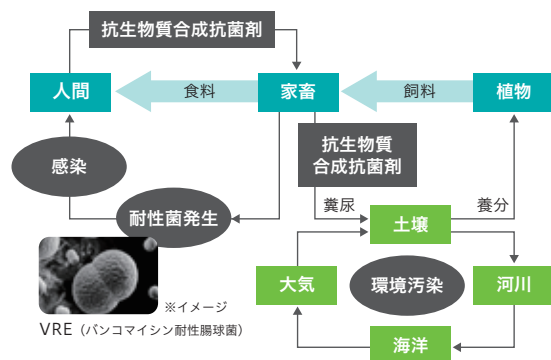 抗生物質合成抗菌剤
人間
食料
家畜
飼料
植物
抗生物質
合成抗菌剤
感染
耐性菌発生
糞尿
土壌
養分
大気
環境汚染
河川
海洋
※イメージ
VRE（バンコマイシン耐性腸球菌）